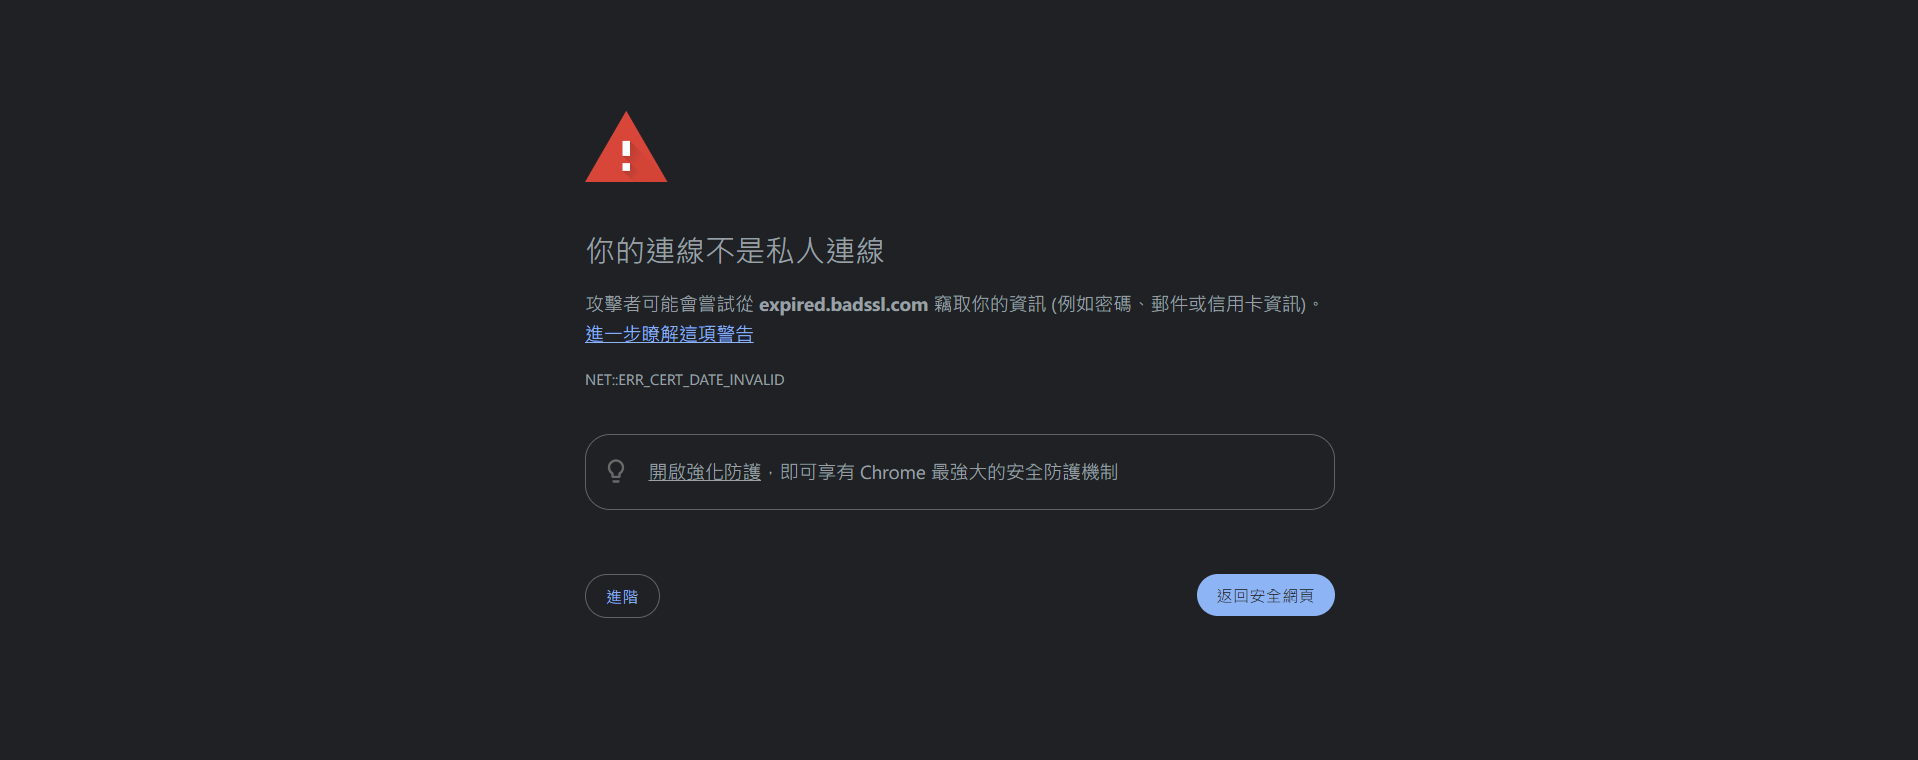 你的連線不是私人連線
攻擊者可能會嘗試從 expired.badssl.com 竊取你的資訊 (例如密碼、郵件或信用卡資訊)。
進一步瞭解這項警告
NET::ERR_CERT_DATE_INVALID
開啟強化防護，即可享有 Chrome 最強大的安全防護機制
進階
返回安全網頁